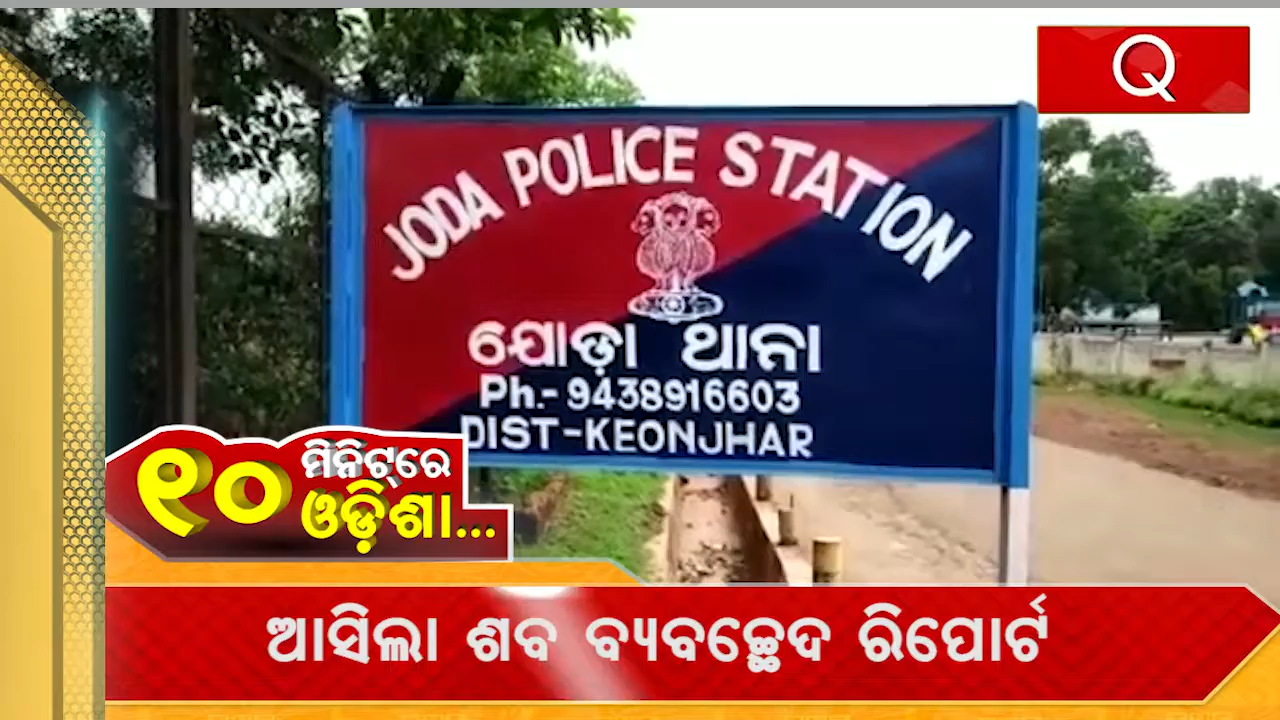 Q
JODA POLICE STATION
ଯୋଡ଼ା ଥାନା
Ph.- 9438916603
DIST-KEONJHAR
୧୦ ମିନିଟ୍‌ରେ
ଓଡ଼ିଶା...
ଆସିଲା ଶବ ବ୍ୟବଚ୍ଛେଦ ରିପୋର୍ଟ